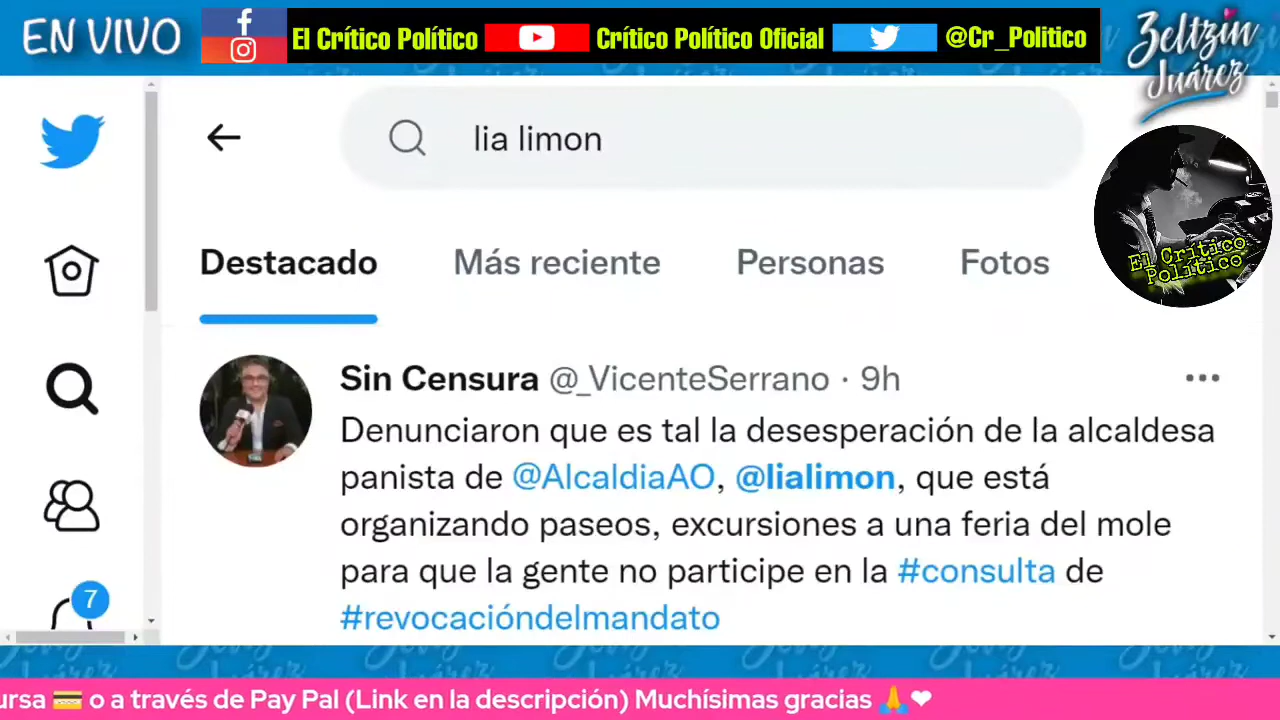 EN VIVO
El Crítico Político
Crítico Político Oficial
@Cr_Politico
Zeltzin
Juárez
lia limon
Destacado
Más reciente
Personas
Fotos
El Crítico
Político
Sin Censura @_VicenteSerrano · 9h
Denunciaron que es tal la desesperación de la alcaldesa
panista de @AlcaldiaAO, @lialimon, que está
organizando paseos, excursiones a una feria del mole
para que la gente no participe en la #consulta de
#revocacióndelmandato
7
ursa 💳 o a través de Pay Pal (Link en la descripción) Muchísimas gracias 🙏❤